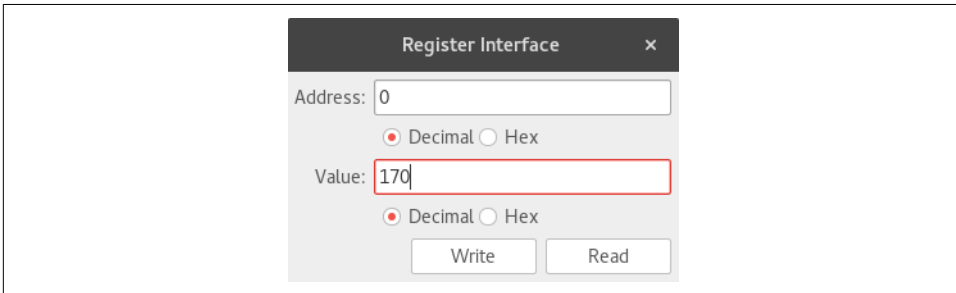 Register Interface ×
Address: 0
Decimal Hex
Value: 170
Decimal Hex
Write Read